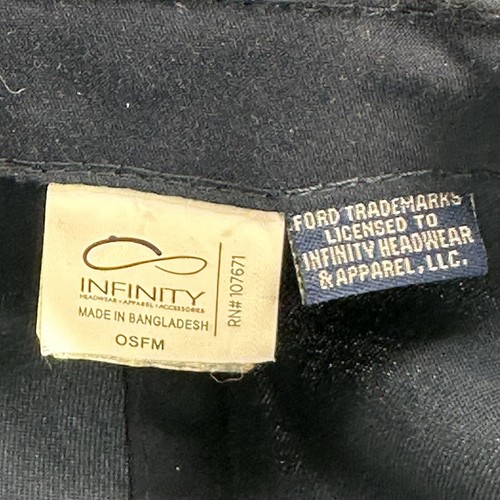 INFINITY
HEADWEAR • APPAREL • ACCESSORIES
MADE IN BANGLADESH
OSFM
RN# 107671
FORD TRADEMARKS
LICENSED TO
INFINITY HEADWEAR
& APPAREL, LLC.